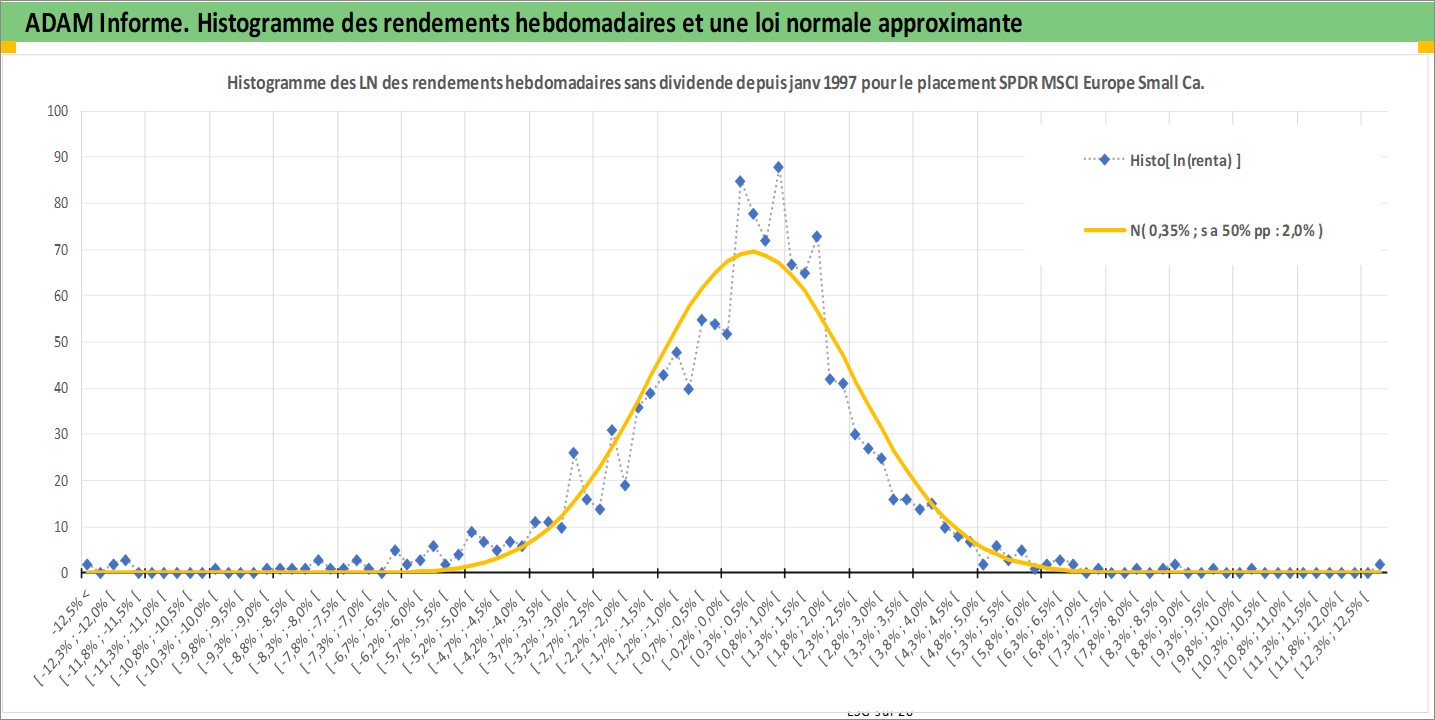 ADAM Informe. Histogramme des rendements hebdomadaires et une loi normale approximante
Histogramme des LN des rendements hebdomadaires sans dividende depuis janv 1997 pour le placement SPDR MSCI Europe Small Ca.
100
90
80
70
60
50
40
30
20
10
0
Histo[ ln(renta) ]
N( 0,35% ; s a 50% pp : 2,0% )
-12,5% <
[ -12,3% ; -12,0% [
[ -11,8% ; -11,5% [
[ -11,3% ; -11,0% [
[ -10,8% ; -10,5% [
[ -10,3% ; -10,0% [
[ -9,8% ; -9,5% [
[ -9,3% ; -9,0% [
[ -8,8% ; -8,5% [
[ -8,3% ; -8,0% [
[ -7,8% ; -7,5% [
[ -7,3% ; -7,0% [
[ -6,7% ; -6,5% [
[ -6,2% ; -6,0% [
[ -5,7% ; -5,5% [
[ -5,2% ; -5,0% [
[ -4,7% ; -4,5% [
[ -4,2% ; -4,0% [
[ -3,7% ; -3,5% [
[ -3,2% ; -3,0% [
[ -2,7% ; -2,5% [
[ -2,2% ; -2,0% [
[ -1,7% ; -1,5% [
[ -1,2% ; -1,0% [
[ -0,7% ; -0,5% [
[ -0,2% ; 0,0% [
[ 0,3% ; 0,5% [
[ 0,8% ; 1,0% [
[ 1,3% ; 1,5% [
[ 1,8% ; 2,0% [
[ 2,3% ; 2,5% [
[ 2,8% ; 3,0% [
[ 3,3% ; 3,5% [
[ 3,8% ; 4,0% [
[ 4,3% ; 4,5% [
[ 4,8% ; 5,0% [
[ 5,3% ; 5,5% [
[ 5,8% ; 6,0% [
[ 6,3% ; 6,5% [
[ 6,8% ; 7,0% [
[ 7,3% ; 7,5% [
[ 7,8% ; 8,0% [
[ 8,3% ; 8,5% [
[ 8,8% ; 9,0% [
[ 9,3% ; 9,5% [
[ 9,8% ; 10,0% [
[ 10,3% ; 10,5% [
[ 10,8% ; 11,0% [
[ 11,3% ; 11,5% [
[ 11,8% ; 12,0% [
[ 12,3% ; 12,5% [